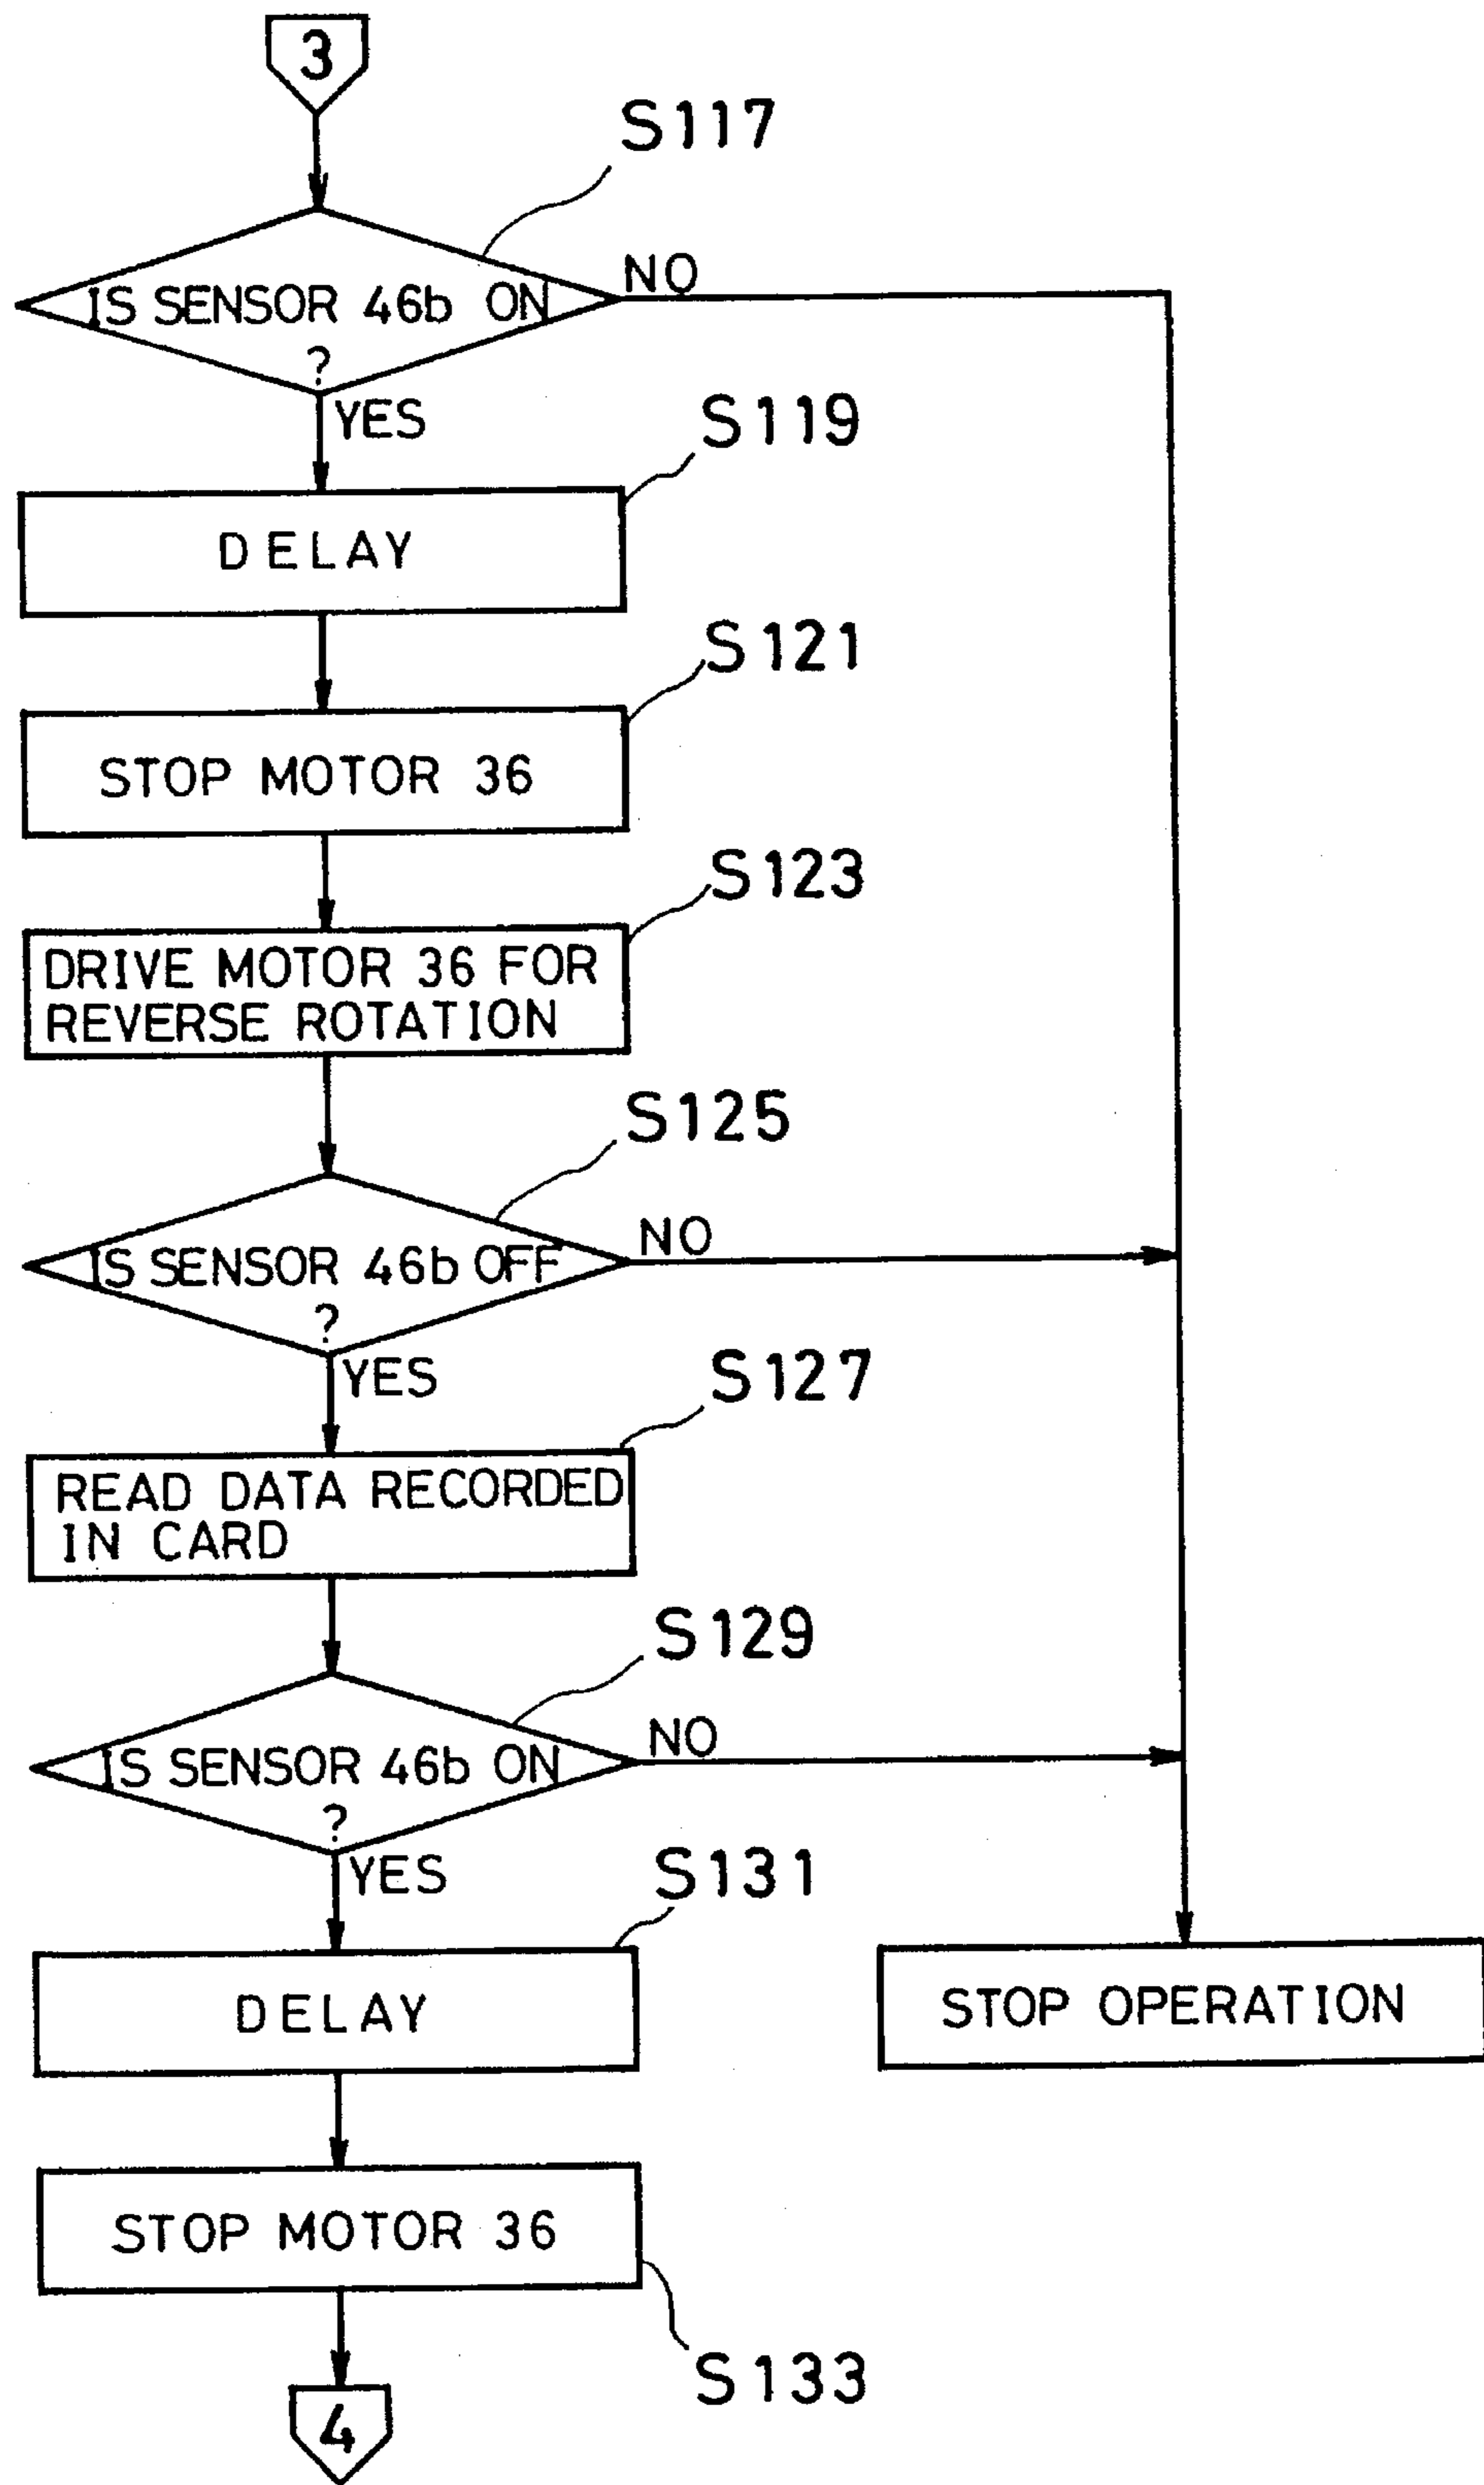 3
S117
IS SENSOR 46b ON
?
NO
YES
S119
DELAY
S121
STOP MOTOR 36
S123
DRIVE MOTOR 36 FOR
REVERSE ROTATION
S125
IS SENSOR 46b OFF
?
NO
YES
S127
READ DATA RECORDED
IN CARD
S129
IS SENSOR 46b ON
?
NO
YES
S131
DELAY
STOP OPERATION
STOP MOTOR 36
S133
4